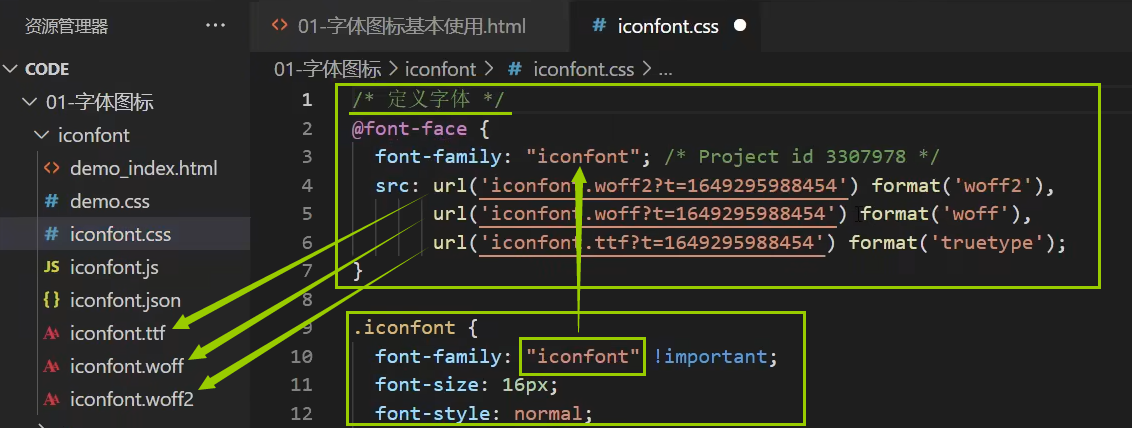 资源管理器 ···
01-字体图标基本使用.html
# iconfont.css ●
01-字体图标 > iconfont > # iconfont.css > ...
CODE
01-字体图标
iconfont
<> demo_index.html
# demo.css
# iconfont.css
JS iconfont.js
{} iconfont.json
iconfont.ttf
iconfont.woff
iconfont.woff2
1 /* 定义字体 */
2 @font-face {
3 font-family: "iconfont"; /* Project id 3307978 */
4 src: url('iconfont.woff2?t=1649295988454') format('woff2'),
5 url('iconfont.woff?t=1649295988454') format('woff'),
6 url('iconfont.ttf?t=1649295988454') format('truetype');
7 }
8
9 .iconfont {
10 font-family: "iconfont" !important;
11 font-size: 16px;
12 font-style: normal;